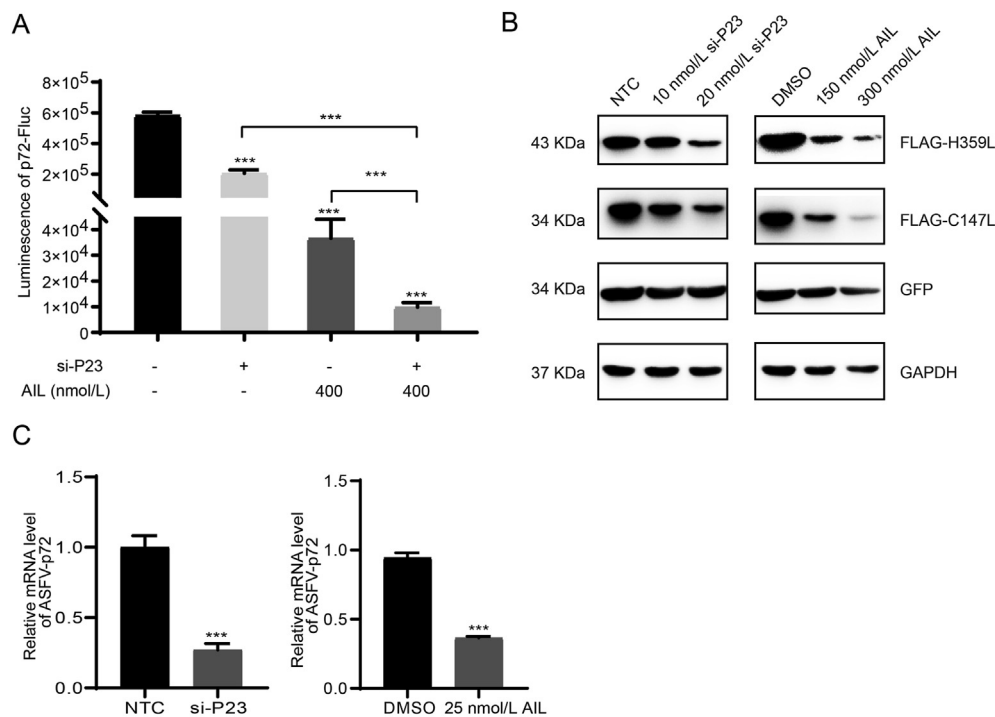 A
Luminescence of p72-Fluc
8×10⁵
6×10⁵
4×10⁵
2×10⁵
4×10⁴
3×10⁴
2×10⁴
1×10⁴
0
***
***
***
***
***
si-P23 - + - +
AIL (nmol/L) - - 400 400
B
NTC
10 nmol/L si-P23
20 nmol/L si-P23
DMSO
150 nmol/L AIL
300 nmol/L AIL
43 KDa FLAG-H359L
34 KDa FLAG-C147L
34 KDa GFP
37 KDa GAPDH
C
Relative mRNA level
of ASFV-p72
1.5
1.0
0.5
0.0
***
NTC si-P23
Relative mRNA level
of ASFV-p72
1.5
1.0
0.5
0.0
***
DMSO 25 nmol/L AIL